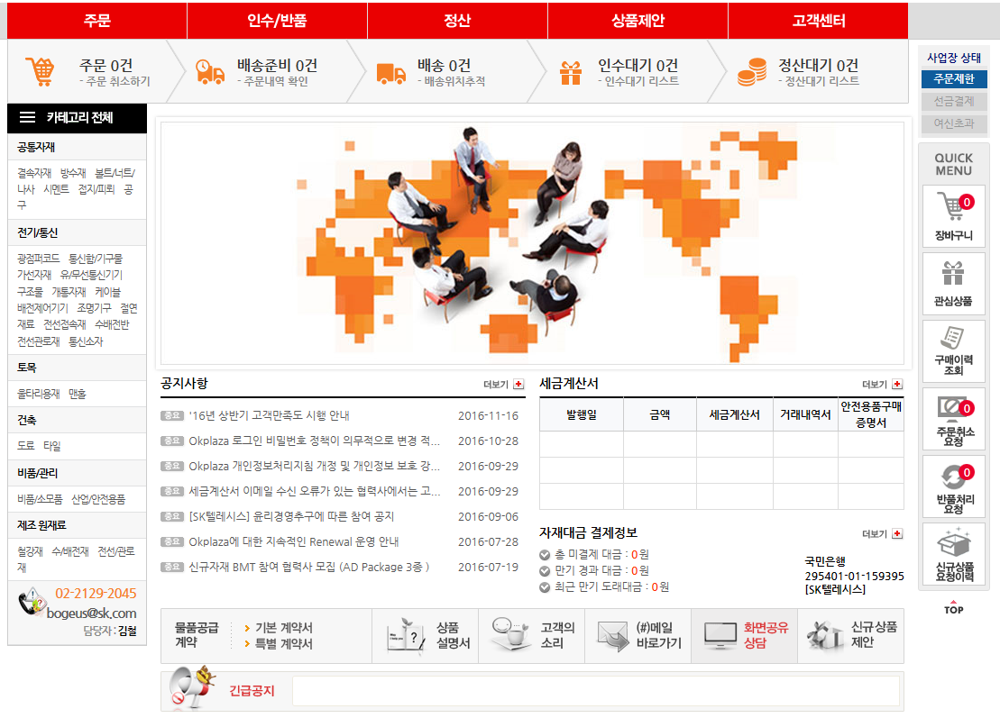 주문 인수/반품 정산 상품제안 고객센터
주문 0건
- 주문 취소하기
배송준비 0건
- 주문내역 확인
배송 0건
- 배송위치추적
인수대기 0건
- 인수대기 리스트
정산대기 0건
- 정산대기 리스트
사업장 상태
주문제한
선금결제
여신초과
카테고리 전체
공통자재
결속자재 방수재 볼트/너트/
나사 시멘트 접지/피뢰 공
구
전기/통신
광점퍼코드 통신함/기구물
가선자재 유/무선통신기기
구조물 개통자재 케이블
배전제어기기 조명기구 절연
재료 전선접속재 수배전반
전선관로재 통신소자
토목
울타리용재 맨홀
건축
도료 타일
비품/관리
비품/소모품 산업/안전용품
제조 원재료
철강재 수/배전재 전선/관로
재
02-2129-2045
bogeus@sk.com
담당자 : 김철
공지사항
더보기
중요 '16년 상반기 고객만족도 시행 안내 2016-11-16
중요 Okplaza 로그인 비밀번호 정책이 의무적으로 변경 적... 2016-10-28
중요 Okplaza 개인정보처리지침 개정 및 개인정보 보호 강... 2016-09-29
중요 세금계산서 이메일 수신 오류가 있는 협력사에서는 고... 2016-09-29
중요 [SK텔레시스] 윤리경영추구에 따른 참여 공지 2016-09-06
중요 Okplaza에 대한 지속적인 Renewal 운영 안내 2016-07-28
중요 신규자재 BMT 참여 협력사 모집 (AD Package 3종 ) 2016-07-19
세금계산서
더보기
발행일 금액 세금계산서 거래내역서 안전용품구매
증명서
자재대금 결제정보
더보기
총 미결제 대금 : 0원
만기 경과 대금 : 0원
최근 만기 도래대금 : 0원
국민은행
295401-01-159395
[SK텔레시스]
물품공급
계약
기본 계약서
특별 계약서
상품
설명서
고객의
소리
(#)메일
바로가기
화면공유
상담
신규상품
제안
긴급공지
QUICK
MENU
0
장바구니
관심상품
구매이력
조회
0
주문취소
요청
0
반품처리
요청
신규상품
요청이력
TOP